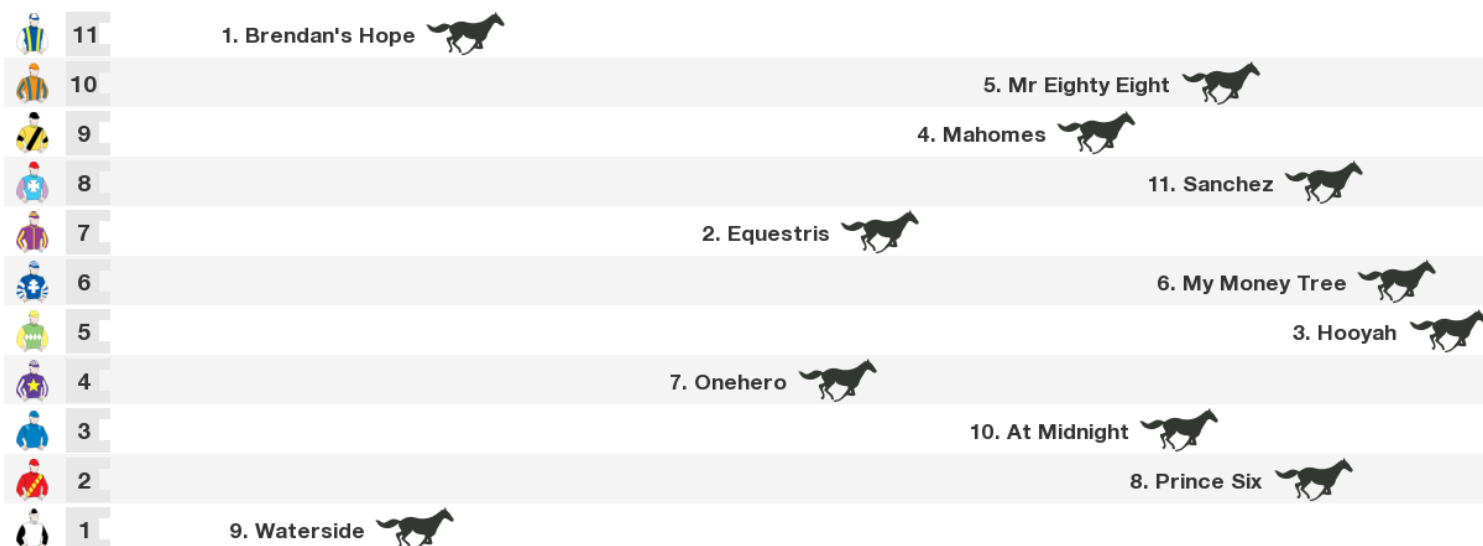 11 1. Brendan's Hope
10 5. Mr Eighty Eight
9 4. Mahomes
8 11. Sanchez
7 2. Equestris
6 6. My Money Tree
5 3. Hooyah
4 7. Onehero
3 10. At Midnight
2 8. Prince Six
1 9. Waterside